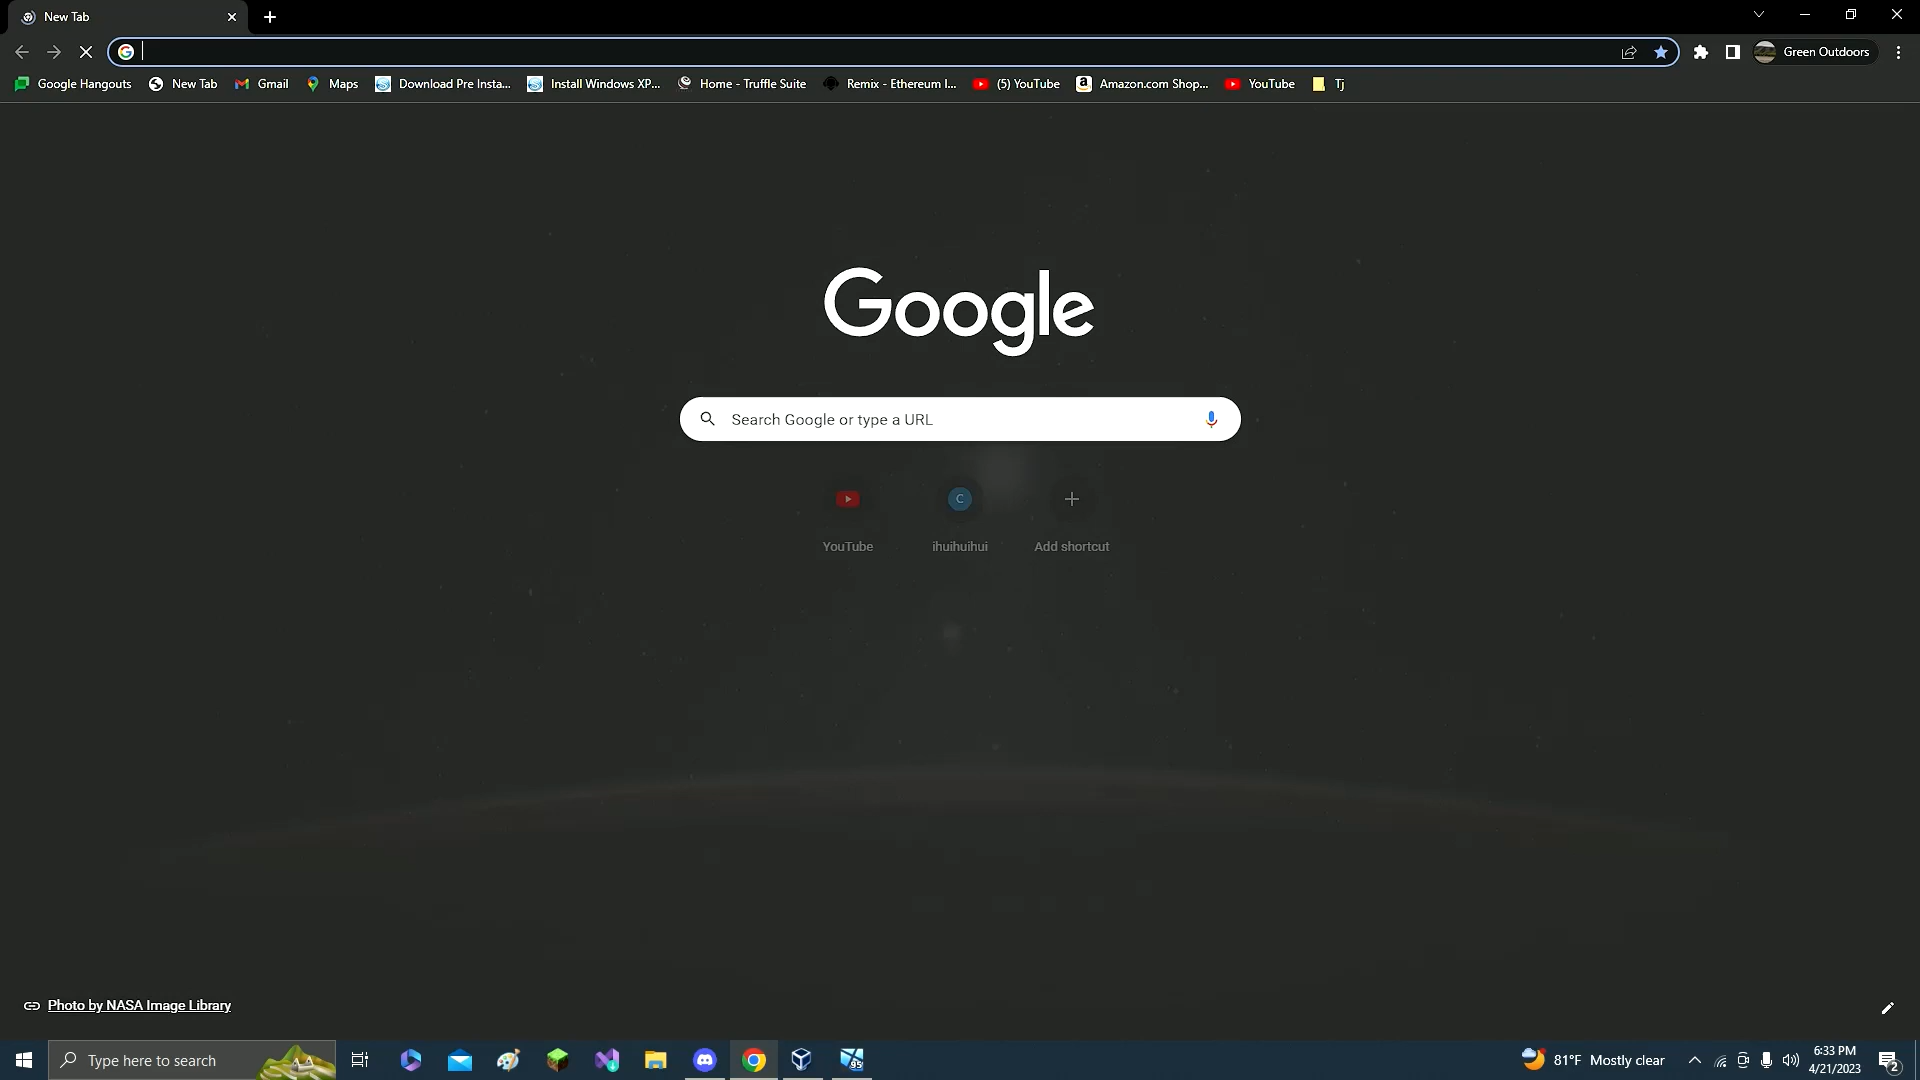 New Tab
Green Outdoors
Google Hangouts
New Tab
Gmail
Maps
Download Pre Insta...
Install Windows XP...
Home - Truffle Suite
Remix - Ethereum I...
(5) YouTube
Amazon.com Shop...
YouTube
Tj
Google
Search Google or type a URL
C
YouTube
ihuihuihui
Add shortcut
Photo by NASA Image Library
Type here to search
95
81°F Mostly clear
6:33 PM
4/21/2023
2